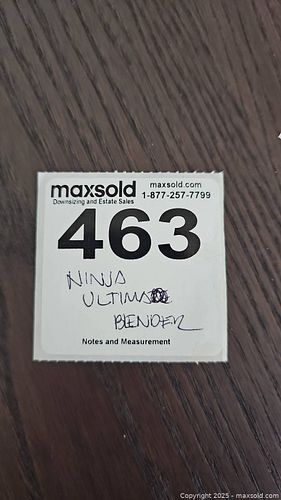 maxsold maxsold.com
Downsizing and Estate Sales 1-877-257-7799
463
NINJA
ULTIMA
BLENDER
Notes and Measurement
Copyright © 2025 - maxsold.com